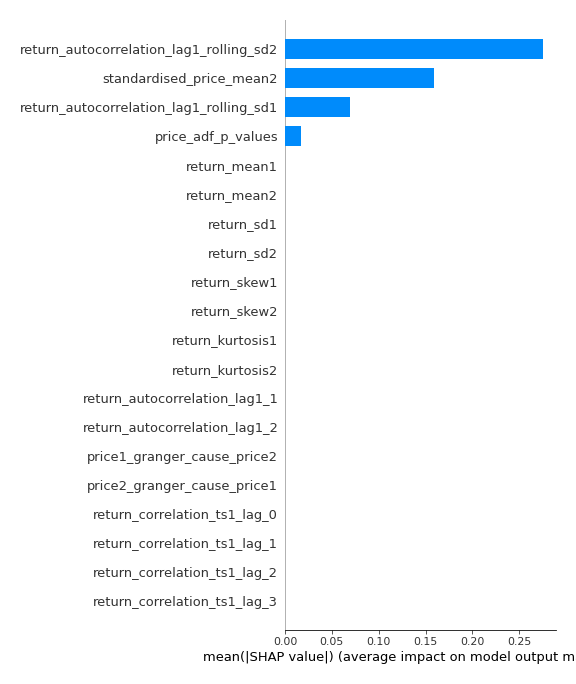 return_autocorrelation_lag1_rolling_sd2
standardised_price_mean2
return_autocorrelation_lag1_rolling_sd1
price_adf_p_values
return_mean1
return_mean2
return_sd1
return_sd2
return_skew1
return_skew2
return_kurtosis1
return_kurtosis2
return_autocorrelation_lag1_1
return_autocorrelation_lag1_2
price1_granger_cause_price2
price2_granger_cause_price1
return_correlation_ts1_lag_0
return_correlation_ts1_lag_1
return_correlation_ts1_lag_2
return_correlation_ts1_lag_3
0.00 0.05 0.10 0.15 0.20 0.25
mean(|SHAP value|) (average impact on model output m